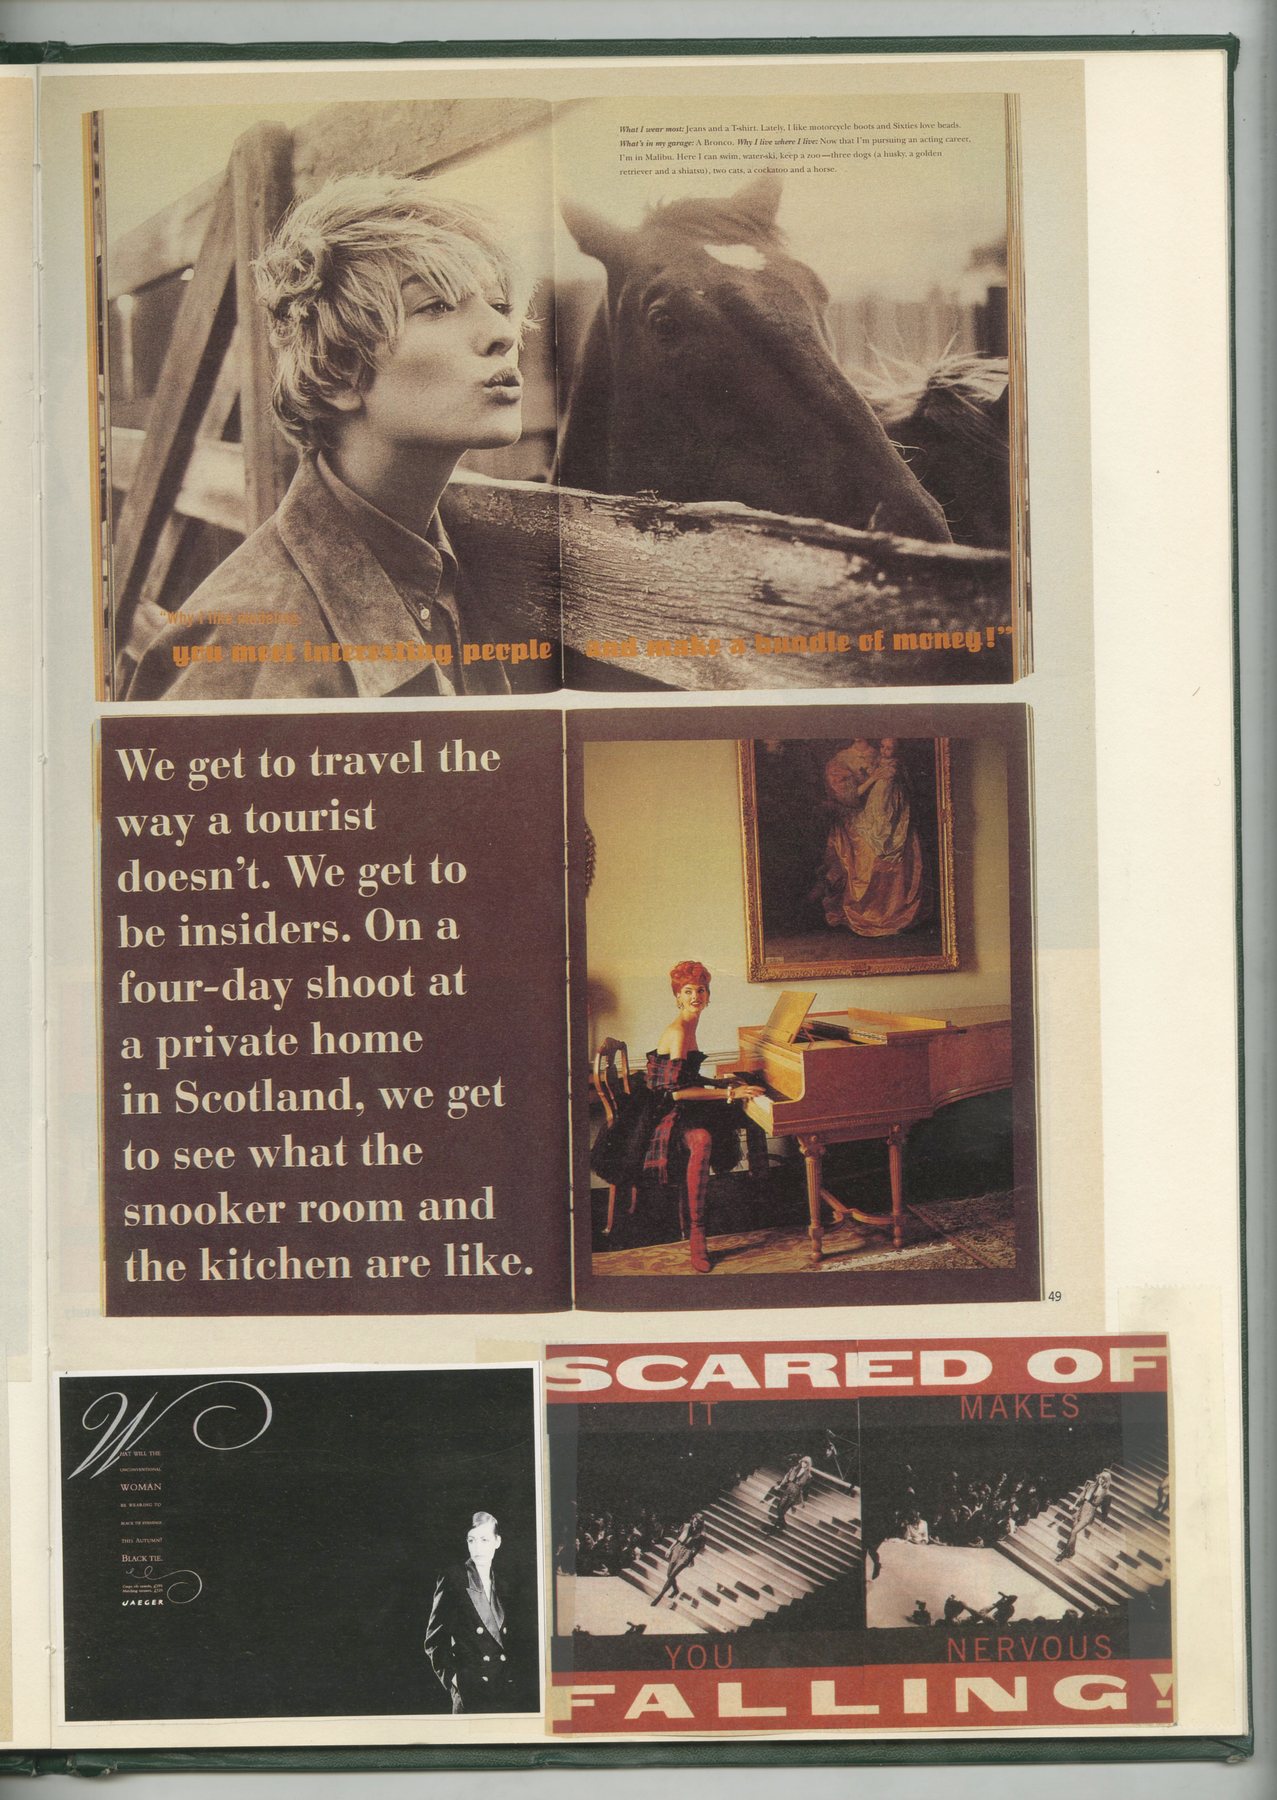 What I wear most: Jeans and a T-shirt. Lately, I like motorcycle boots and Sixties love beads.
What's in my garage: A Bronco. Why I live where I live: Now that I'm pursuing an acting career,
I'm in Malibu. Here I can swim, water-ski, keep a zoo—three dogs (a husky, a golden
retriever and a shiatsu), two cats, a cockatoo and a horse.
"Why I like modeling:
you meet interesting people and make a bundle of money!"
We get to travel the
way a tourist
doesn't. We get to
be insiders. On a
four-day shoot at
a private home
in Scotland, we get
to see what the
snooker room and
the kitchen are like.
49
WHAT WILL THE
UNCONVENTIONAL
WOMAN
BE WEARING TO
BLACK TIE EVENINGS
THIS AUTUMN?
BLACK TIE.
JAEGER
SCARED OF
IT MAKES
YOU NERVOUS
FALLING!